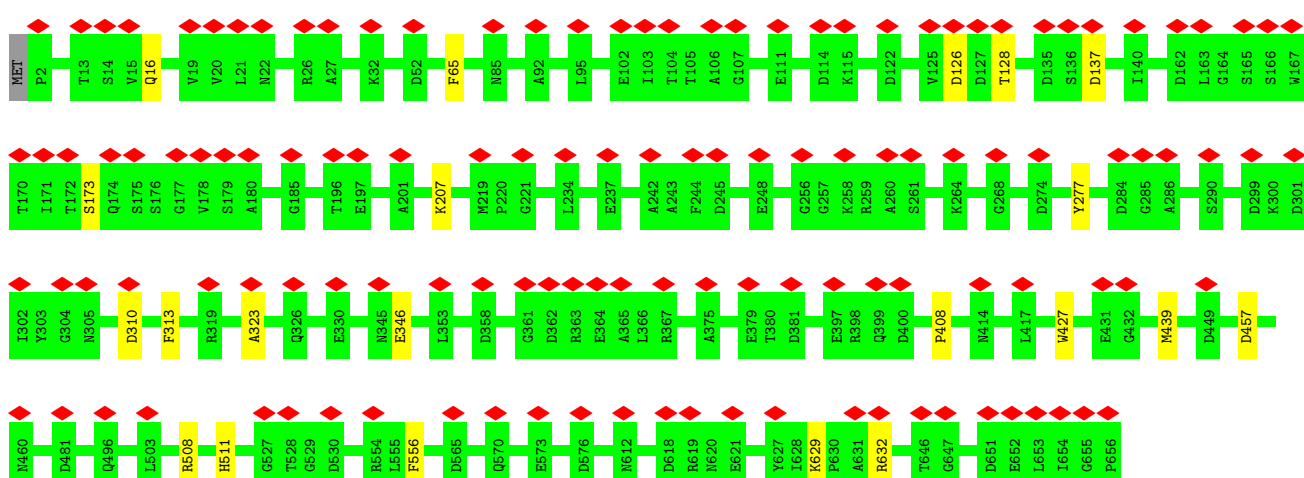 MET P2 T13 S14 V15 Q16 V19 V20 L21 N22 R26 A27 K32 D52 F65 N85 A92 L95 E102 I103 T104 T105 A106 G107 E111 D114 K115 D122 V125 D126 D127 T128 D135 S136 D137 I140 D162 L163 G164 S165 S166 W167
T170 I171 T172 S173 Q174 S175 S176 G177 V178 S179 A180 G185 T196 E197 A201 K207 M219 P220 G221 L234 E237 A242 A243 F244 D245 E248 G256 G257 K258 R259 A260 S261 K264 G268 D274 Y277 D284 G285 A286 S290 D299 K300 D301
I302 Y303 G304 N305 D310 F313 R319 A323 Q326 E330 N345 E346 L353 D358 G361 D362 R363 E364 A365 L366 R367 A375 E379 T380 D381 E397 R398 Q399 D400 P408 N414 L417 W427 E431 G432 M439 D449 D457
N460 D481 Q496 L503 R508 H511 G527 T528 G529 D530 R554 L555 F556 D565 Q570 E573 D576 N612 D618 R619 N620 E621 Y627 I628 K629 P630 A631 R632 T646 G647 D651 E652 L653 I654 G655 P656